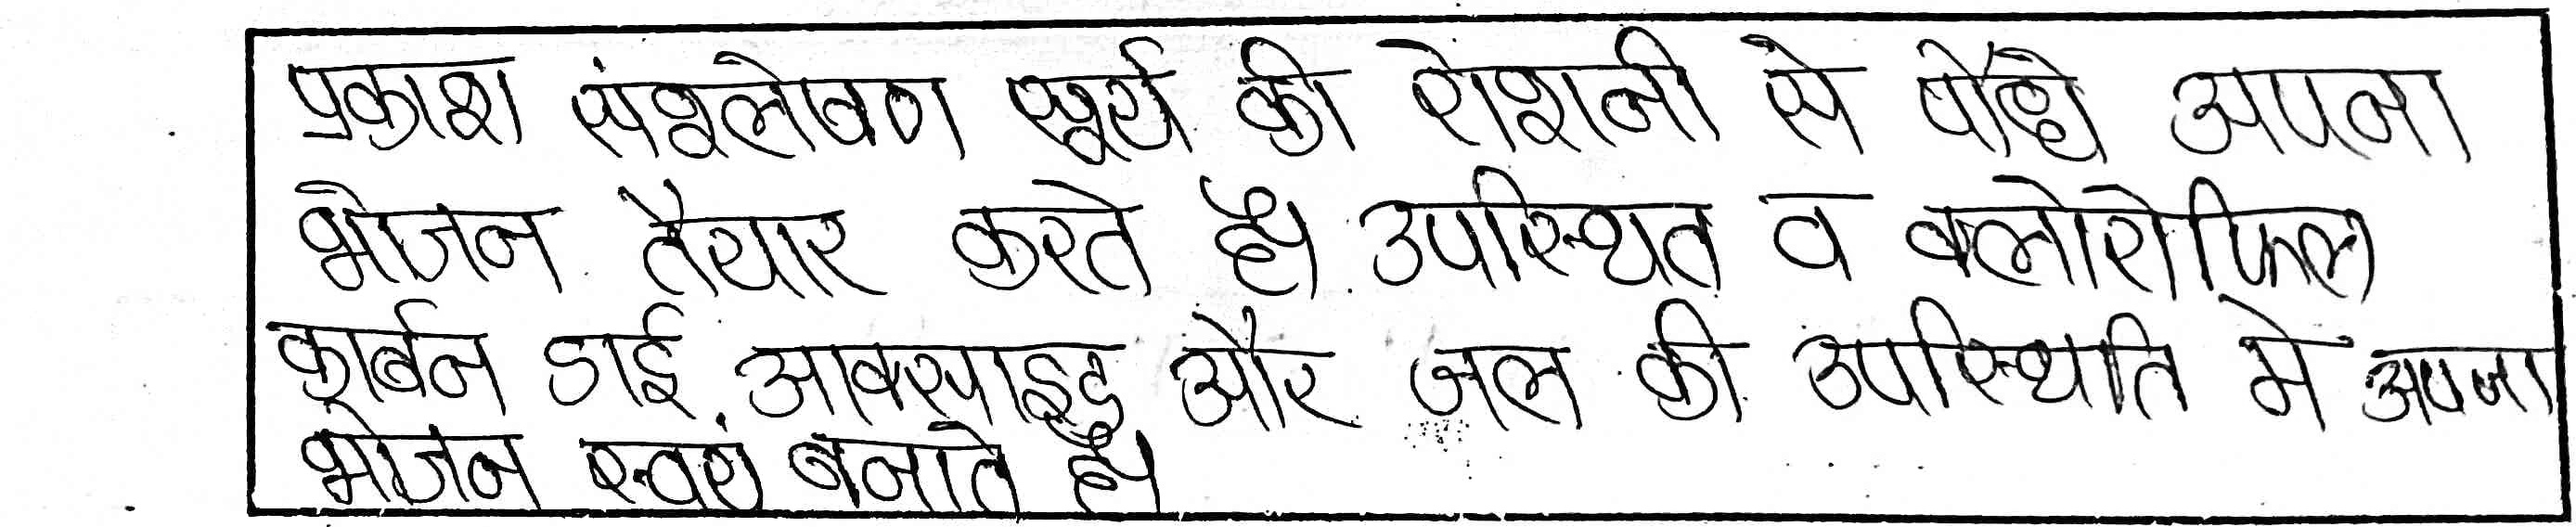 प्रकाश संश्लेषण सूर्य की रोशनी से पौधे अपना
भोजन तैयार करते है। उपस्थित व क्लोरोफिल
कार्बन डाई आक्साइड और जल की उपस्थिति मे अपना
भोजन स्वयं बनाते है